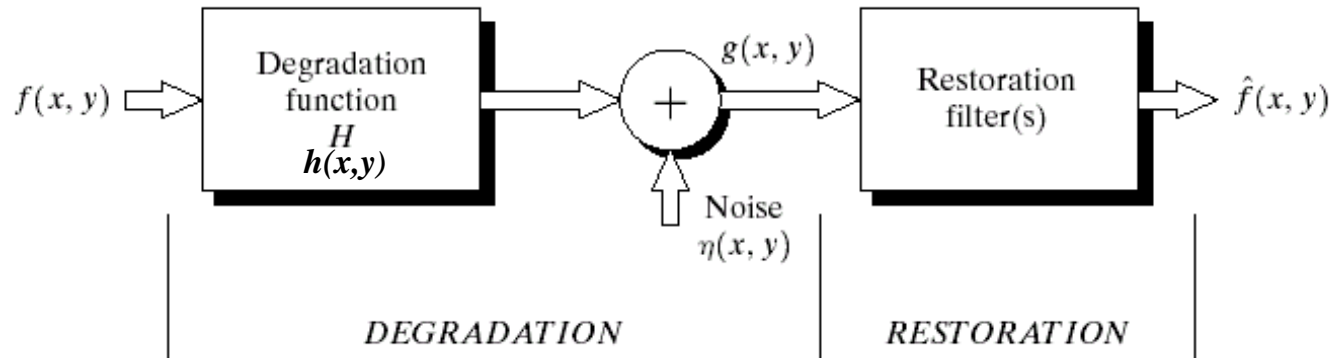 f(x, y)
Degradation
function
H
h(x,y)
+
g(x, y)
Noise
η(x, y)
Restoration
filter(s)
f̂(x, y)
DEGRADATION
RESTORATION